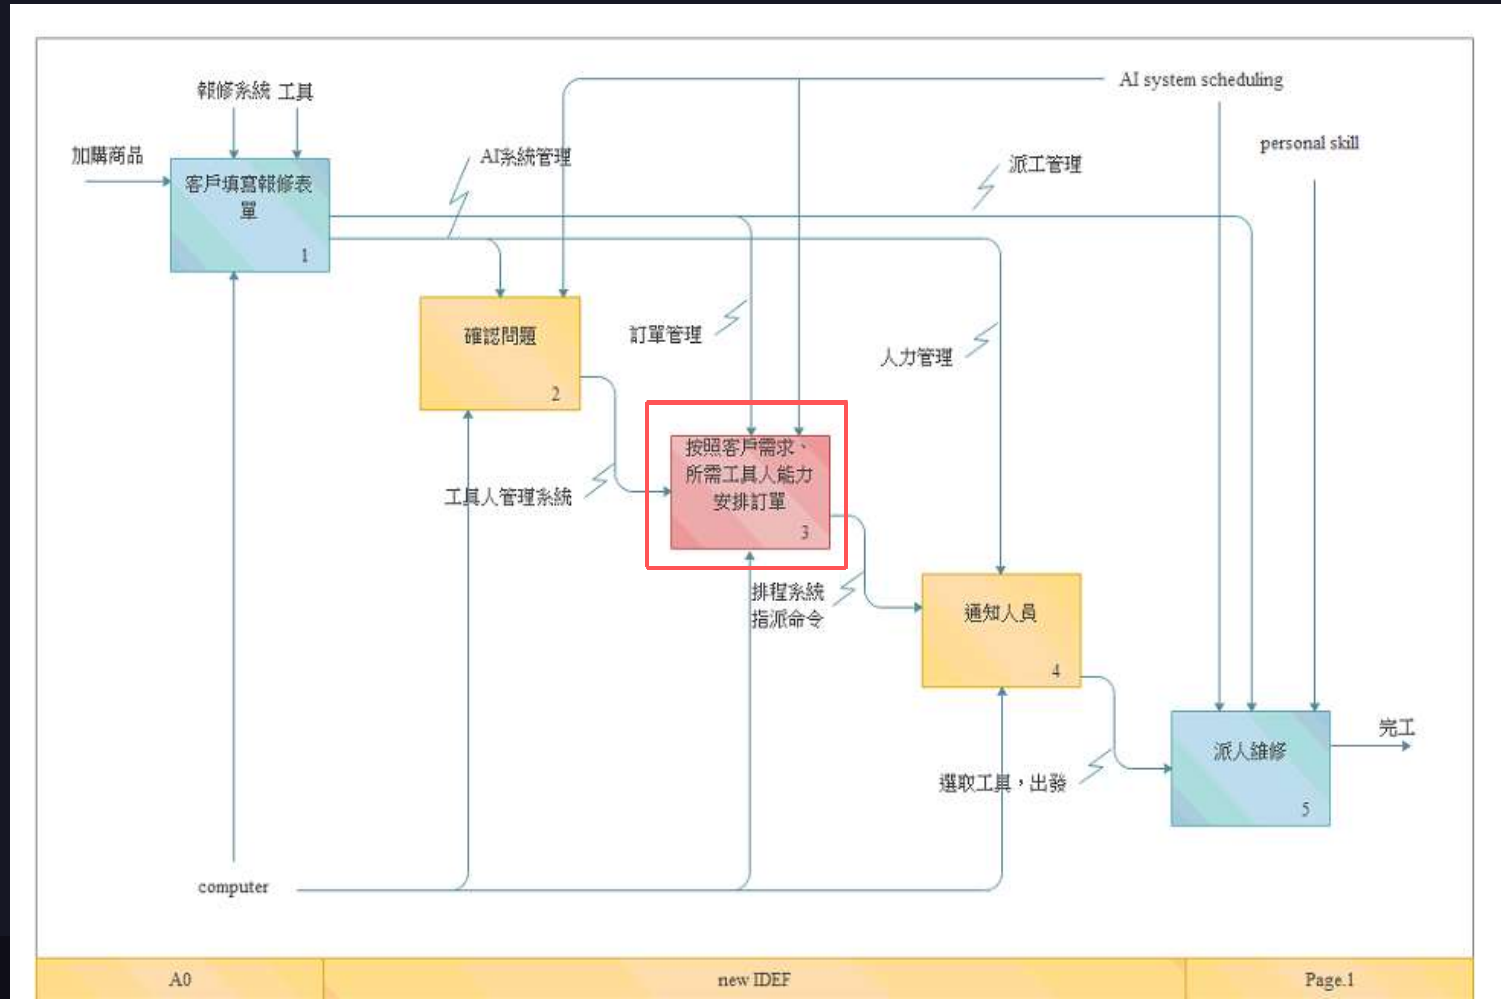 報修系統 工具
AI system scheduling
加購商品
AI系統管理
派工管理
personal skill
客戶填寫報修表
單
1
確認問題
2
訂單管理
人力管理
按照客戶需求、
所需工具人能力
安排訂單
3
工具人管理系統
排程系統
指派命令
通知人員
4
選取工具，出發
派人維修
5
完工
computer
A0
new IDEF
Page.1